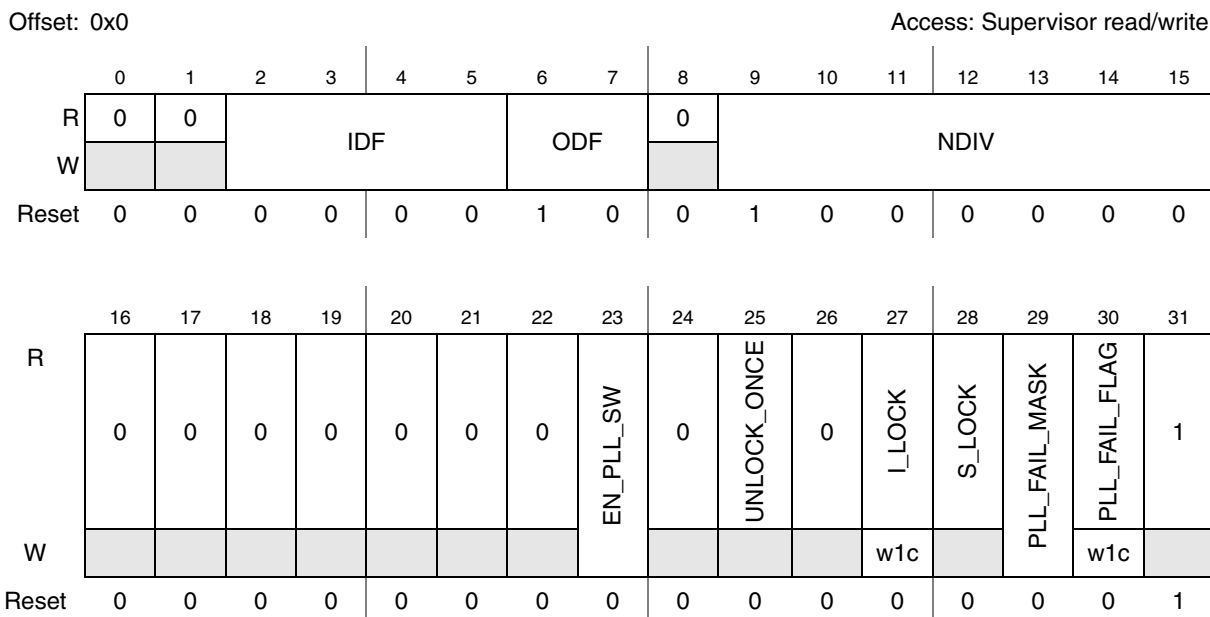 Offset: 0x0 Access: Supervisor read/write
0 1 2 3 4 5 6 7 8 9 10 11 12 13 14 15
R 0 0 IDF ODF 0 NDIV
W
Reset 0 0 0 0 0 0 1 0 0 1 0 0 0 0 0 0
16 17 18 19 20 21 22 23 24 25 26 27 28 29 30 31
R 0 0 0 0 0 0 0 EN_PLL_SW 0 UNLOCK_ONCE 0 I_LOCK S_LOCK PLL_FAIL_MASK PLL_FAIL_FLAG 1
W w1c w1c
Reset 0 0 0 0 0 0 0 0 0 0 0 0 0 0 0 1